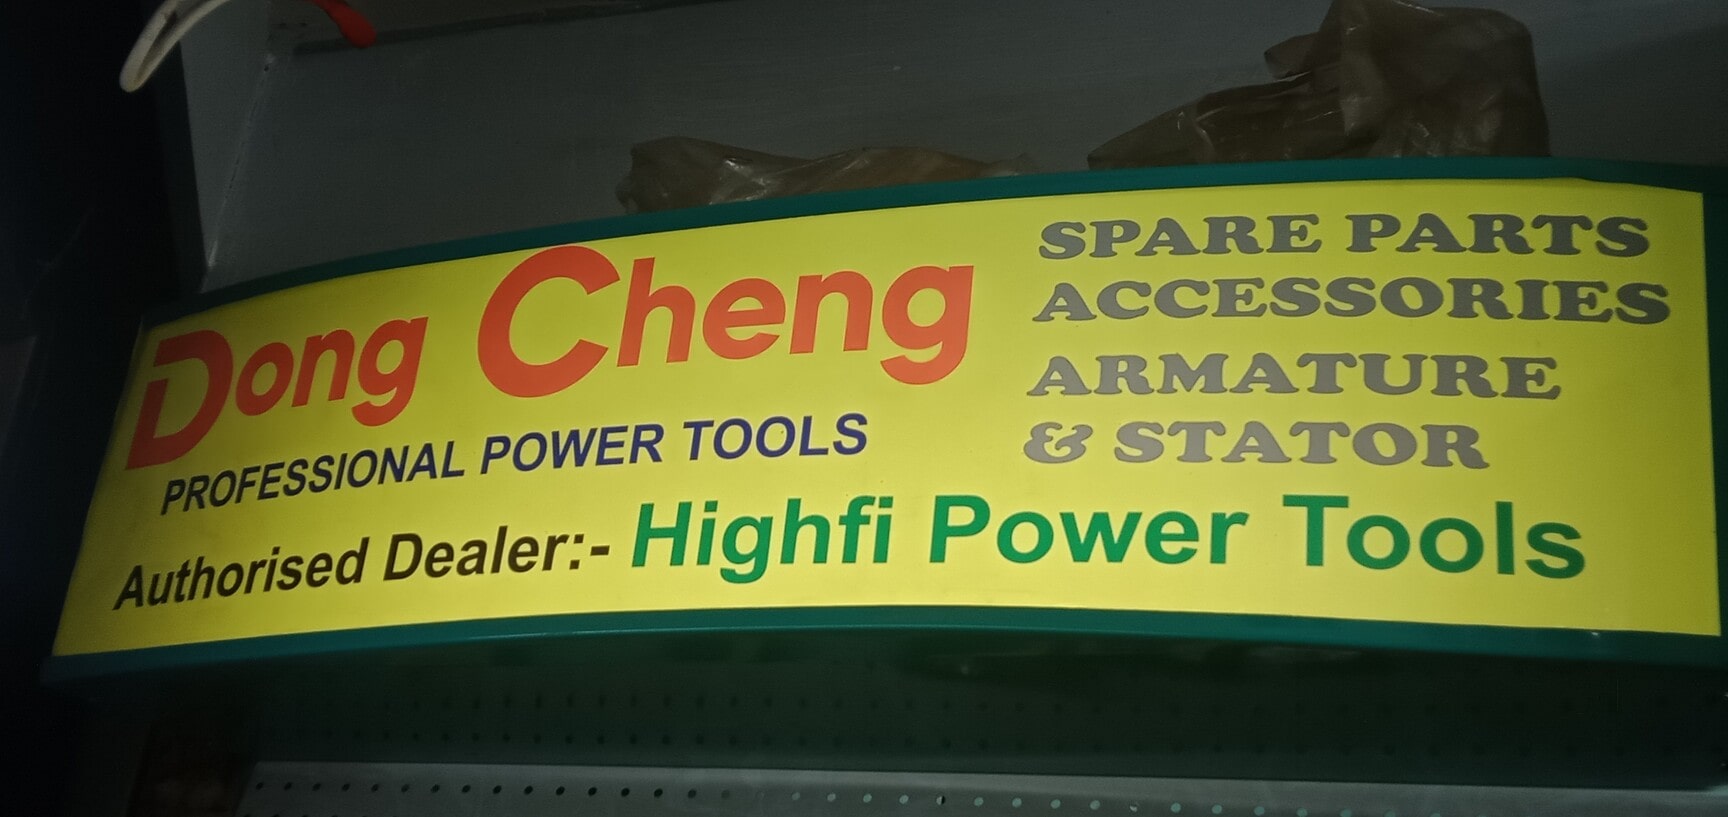 Dong Cheng
PROFESSIONAL POWER TOOLS
SPARE PARTS
ACCESSORIES
ARMATURE
& STATOR
Authorised Dealer:- Highfi Power Tools